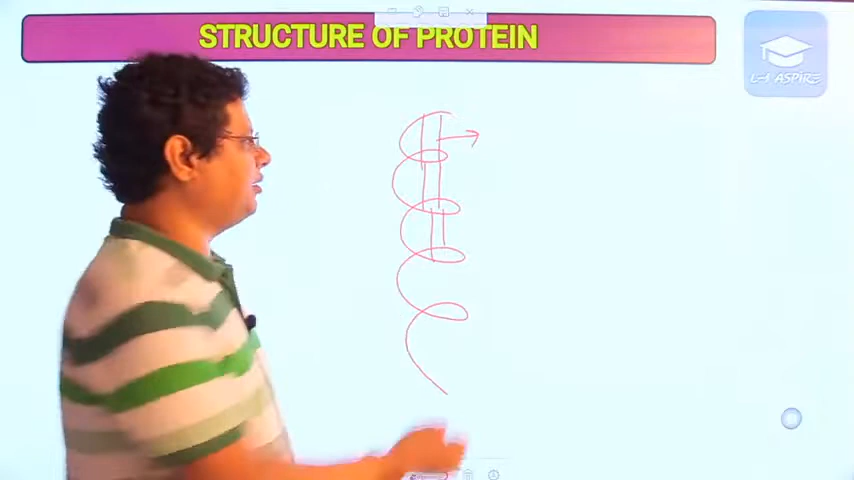 STRUCTURE OF PROTEIN
L-1 ASPIRE